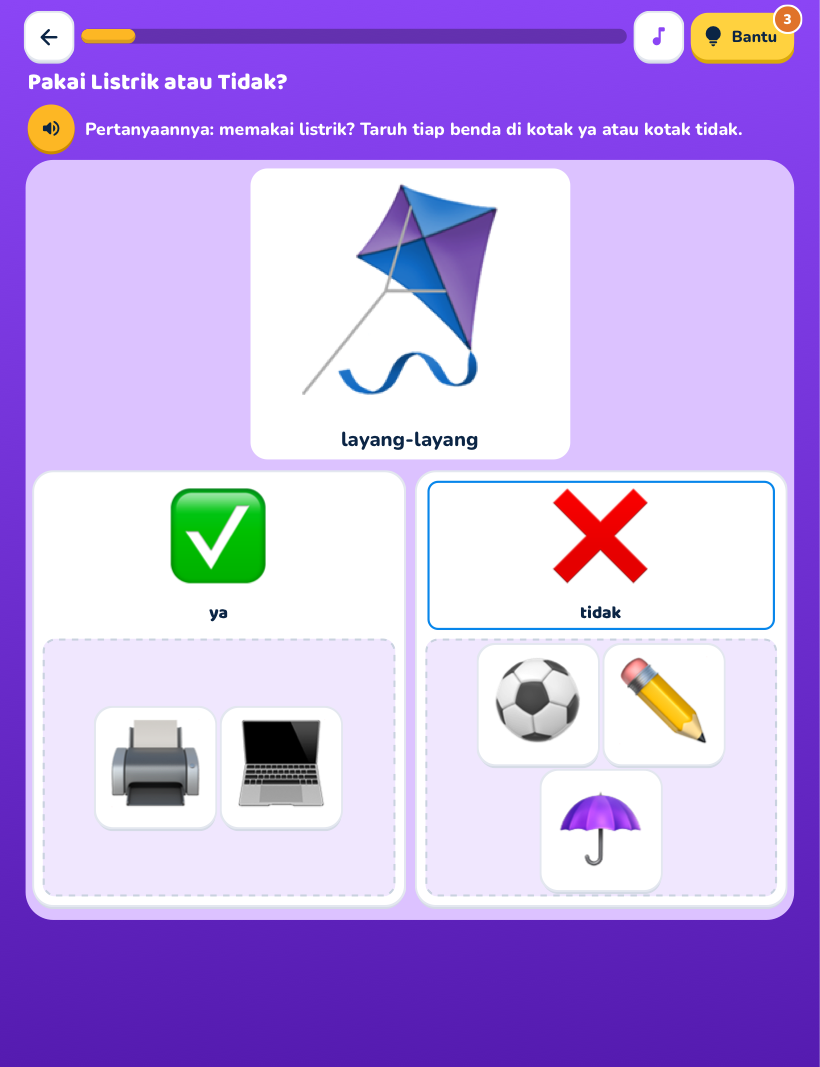 3
Bantu
Pakai Listrik atau Tidak?
Pertanyaannya: memakai listrik? Taruh tiap benda di kotak ya atau kotak tidak.
layang-layang
ya
tidak